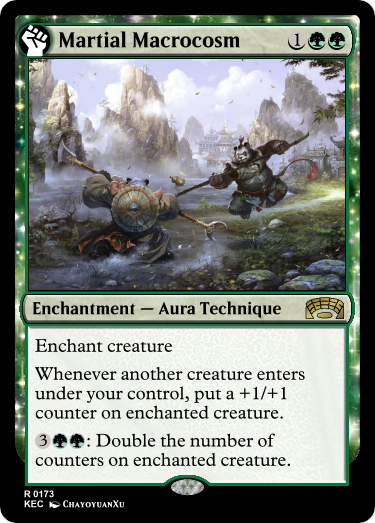 Martial Macrocosm 1
Enchantment — Aura Technique
Enchant creature
Whenever another creature enters
under your control, put a +1/+1
counter on enchanted creature.
3: Double the number of
counters on enchanted creature.
R 0173
KEC ChayoyuanXu